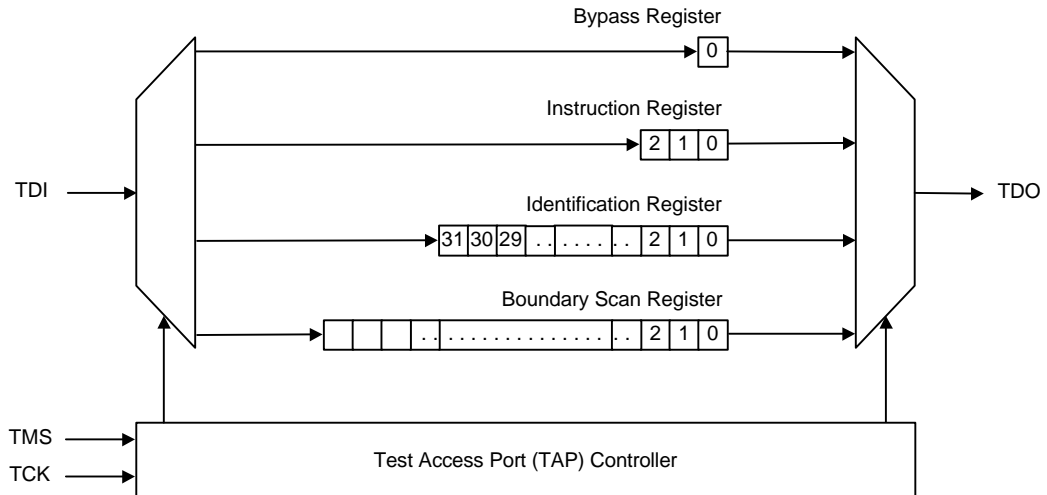 Bypass Register
0
Instruction Register
2 1 0
TDI
TDO
Identification Register
31 30 29 . . . . . . . . 2 1 0
Boundary Scan Register
. . . . . . . . . . . . . . . . . . 2 1 0
TMS
Test Access Port (TAP) Controller
TCK